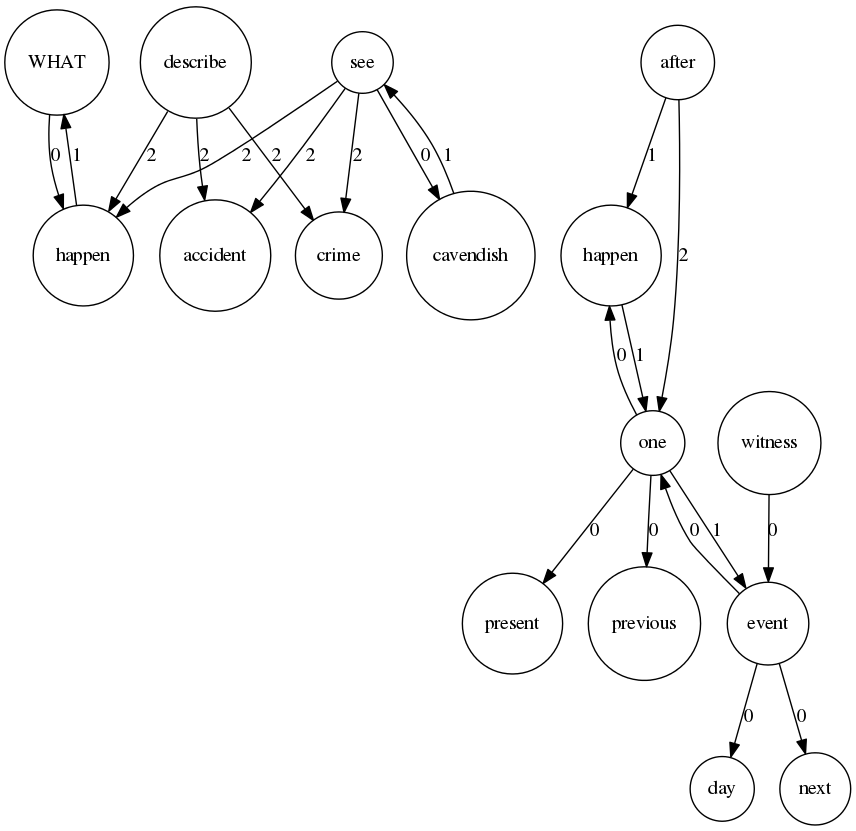 WHAT describe see after
0 1 2 2 2 2 2 2 0 1 1
happen accident crime cavendish happen 2
0 1
one witness
0 0 0 1 0
present previous event
0 0
day next